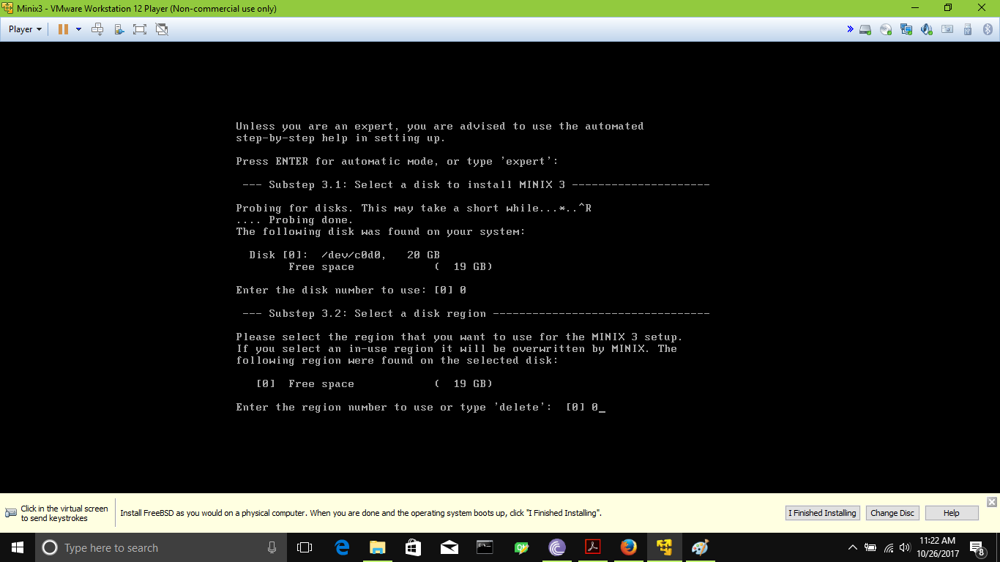 Minix3 - VMware Workstation 12 Player (Non-commercial use only)
Player
Unless you are an expert, you are advised to use the automated
step-by-step help in setting up.
Press ENTER for automatic mode, or type 'expert':
--- Substep 3.1: Select a disk to install MINIX 3 ---------------------
Probing for disks. This may take a short while...*..^R
.... Probing done.
The following disk was found on your system:
Disk [0]: /dev/c0d0, 20 GB
Free space ( 19 GB)
Enter the disk number to use: [0] 0
--- Substep 3.2: Select a disk region ---------------------------------
Please select the region that you want to use for the MINIX 3 setup.
If you select an in-use region it will be overwritten by MINIX. The
following region were found on the selected disk:
[0] Free space ( 19 GB)
Enter the region number to use or type 'delete': [0] 0_
Click in the virtual screen
to send keystrokes
Install FreeBSD as you would on a physical computer. When you are done and the operating system boots up, click "I Finished Installing".
I Finished Installing
Change Disc
Help
Type here to search
11:22 AM
10/26/2017
8